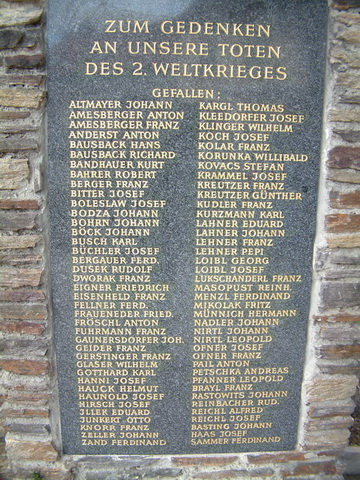 ZUM GEDENKEN
AN UNSERE TOTEN
DES 2. WELTKRIEGES
GEFALLEN:
ALTMAYER JOHANN
AMESBERGER ANTON
AMESBERGER FRANZ
ANDERST ANTON
BAUSBACK HANS
BAUSBACK RICHARD
BANDHAUER KURT
BAHRER ROBERT
BERGER FRANZ
BITTER JOSEF
BOLESLAW JOSEF
BODZA JOHANN
BOHRN JOHANN
BÖCK JOHANN
BUSCH KARL
BÜCHLER JOSEF
BERGAUER FERD.
DUSEK RUDOLF
DWORAK FRANZ
EIGNER FRIEDRICH
EISENHELD FRANZ
FELLNER FERD.
FRAUENEDER FRIED.
FRÖSCHL ANTON
FUHRMANN FRANZ
GAUNERSDORFER JOH.
GEIDER FRANZ
GERSTINGER FRANZ
GLASER WILHELM
GOTTHARD KARL
HANNI JOSEF
HAUCK HELMUT
HAUNOLD JOSEF
HIRSCH JOSEF
JLLEK EDUARD
JUNKERT OTTO
KNORR FRANZ
ZELLER JOHANN
ZAND FERDINAND
KARGL THOMAS
KLEEDORFER JOSEF
KLINGER WILHELM
KOCH JOSEF
KOLAR FRANZ
KORUNKA WILLIBALD
KOVACS STEFAN
KRAMMEL JOSEF
KREUTZER FRANZ
KREUTZER GÜNTHER
KUDLER FRANZ
KURZMANN KARL
LAHNER EDUARD
LAHNER JOHANN
LEHNER FRANZ
LEHNER PEPI
LOIBL GEORG
LOIBL JOSEF
LUKSCHANDERL FRANZ
MASOPUST REINH.
MENZL FERDINAND
MIKOLAK FRITZ
MÜNNICH HERMANN
NADLER JOHANN
NIRTL JOHANN
NIRTL LEOPOLD
OFNER JOSEF
OFNER FRANZ
PAUL ANTON
PETSCHKA ANDREAS
PFANNER LEOPOLD
BRAYL FRANZ
RASTOWITS JOHANN
REINBACHER RUD.
REICHL ALFRED
REICHL JOSEF
BASTING JOHANN
HAAS JOSEF
SAMMER FERDINAND